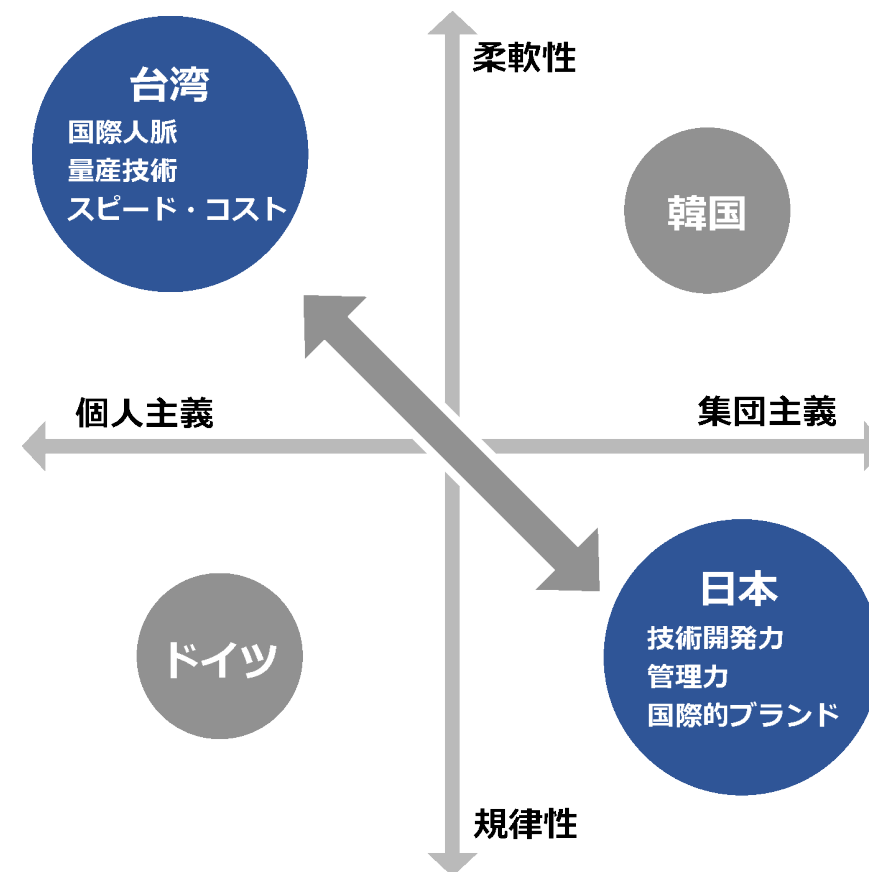 柔軟性
台湾
国際人脈
量産技術
スピード・コスト
韓国
個人主義
集団主義
ドイツ
日本
技術開発力
管理力
国際的ブランド
規律性